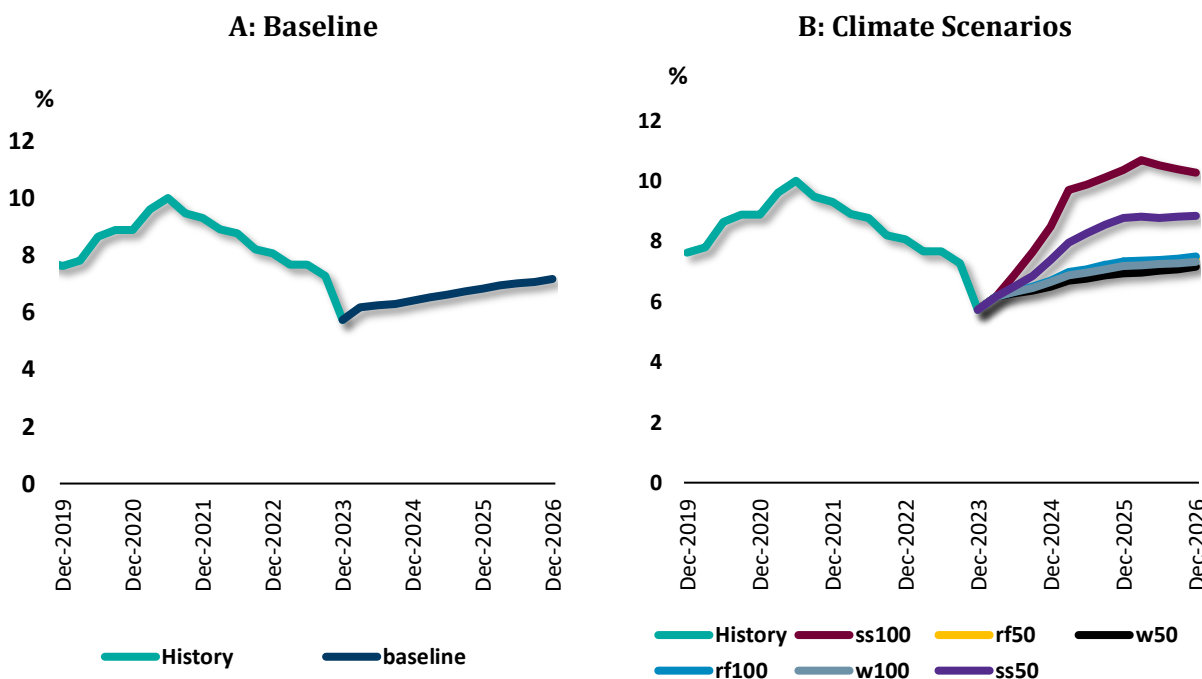 A: Baseline
%
12
10
8
6
4
2
0
Dec-2019
Dec-2020
Dec-2021
Dec-2022
Dec-2023
Dec-2024
Dec-2025
Dec-2026
History baseline
B: Climate Scenarios
%
12
10
8
6
4
2
0
Dec-2019
Dec-2020
Dec-2021
Dec-2022
Dec-2023
Dec-2024
Dec-2025
Dec-2026
History ss100 rf50 w50
rf100 w100 ss50